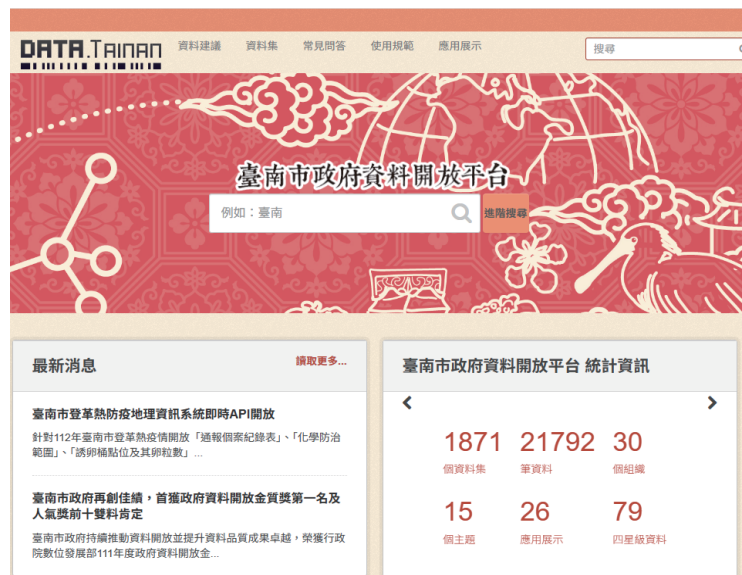 DATA.TAINAN
資料建議 資料集 常見問答 使用規範 應用展示
搜尋
臺南市政府資料開放平台
例如：臺南
進階搜尋
最新消息
讀取更多...
臺南市登革熱防疫地理資訊系統即時API開放
針對112年臺南市登革熱疫情開放「通報個案紀錄表」、「化學防治
範圍」、「誘卵桶點位及其卵粒數」...
臺南市政府再創佳績，首獲政府資料開放金質獎第一名及
人氣獎前十雙料肯定
臺南市政府持續推動資料開放並提升資料品質成果卓越，榮獲行政
院數位發展部111年度政府資料開放金...
臺南市政府資料開放平台 統計資訊
1871 21792 30
個資料集 筆資料 個組織
15 26 79
個主題 應用展示 四星級資料